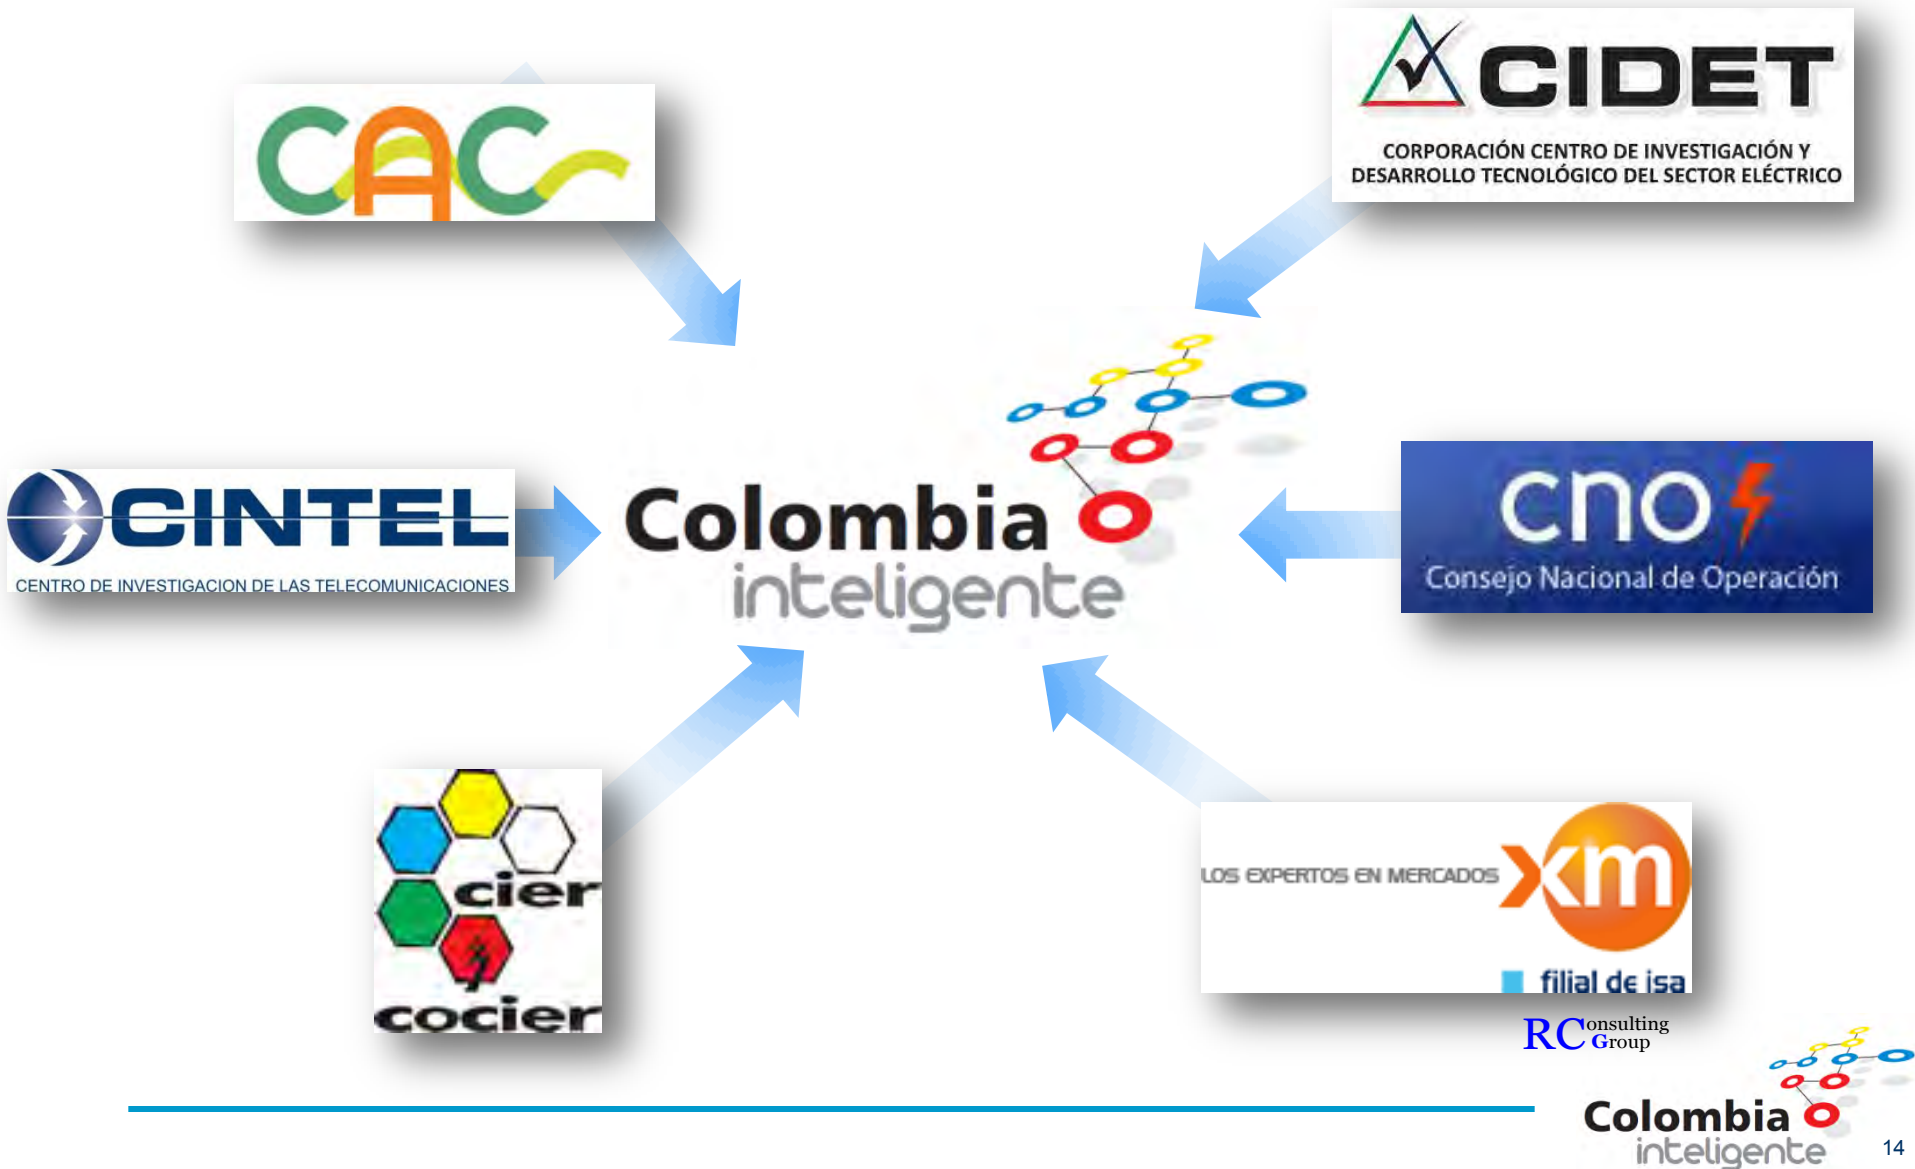 CAC
CIDET
CORPORACIÓN CENTRO DE INVESTIGACIÓN Y
DESARROLLO TECNOLÓGICO DEL SECTOR ELÉCTRICO
CINTEL
CENTRO DE INVESTIGACION DE LAS TELECOMUNICACIONES
Colombia
inteligente
cno
Consejo Nacional de Operación
cier
cocier
LOS EXPERTOS EN MERCADOS
xm
filial de isa
RConsulting
Group
Colombia
inteligente
14